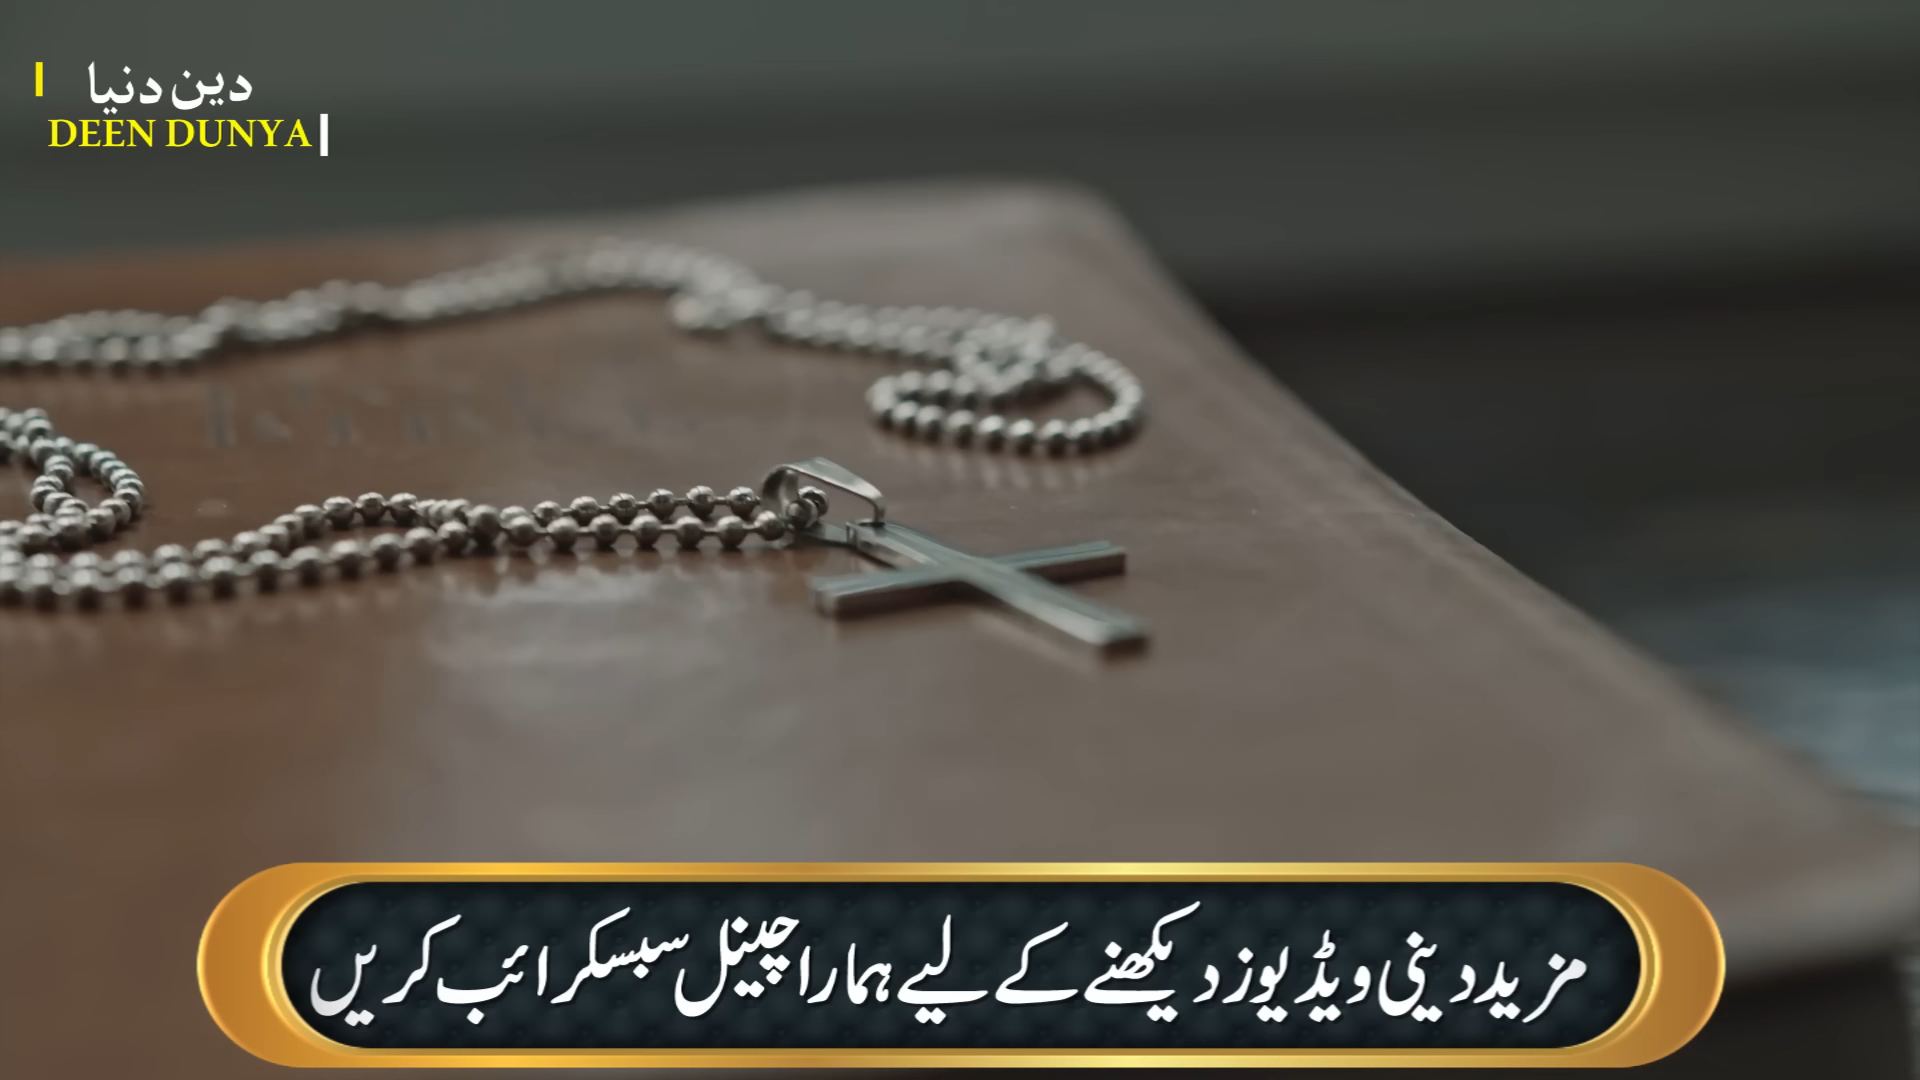 دین دنیا
DEEN DUNYA
مزید دینی ویڈیوز دیکھنے کے لیے ہمارا چینل سبسکرائب کریں